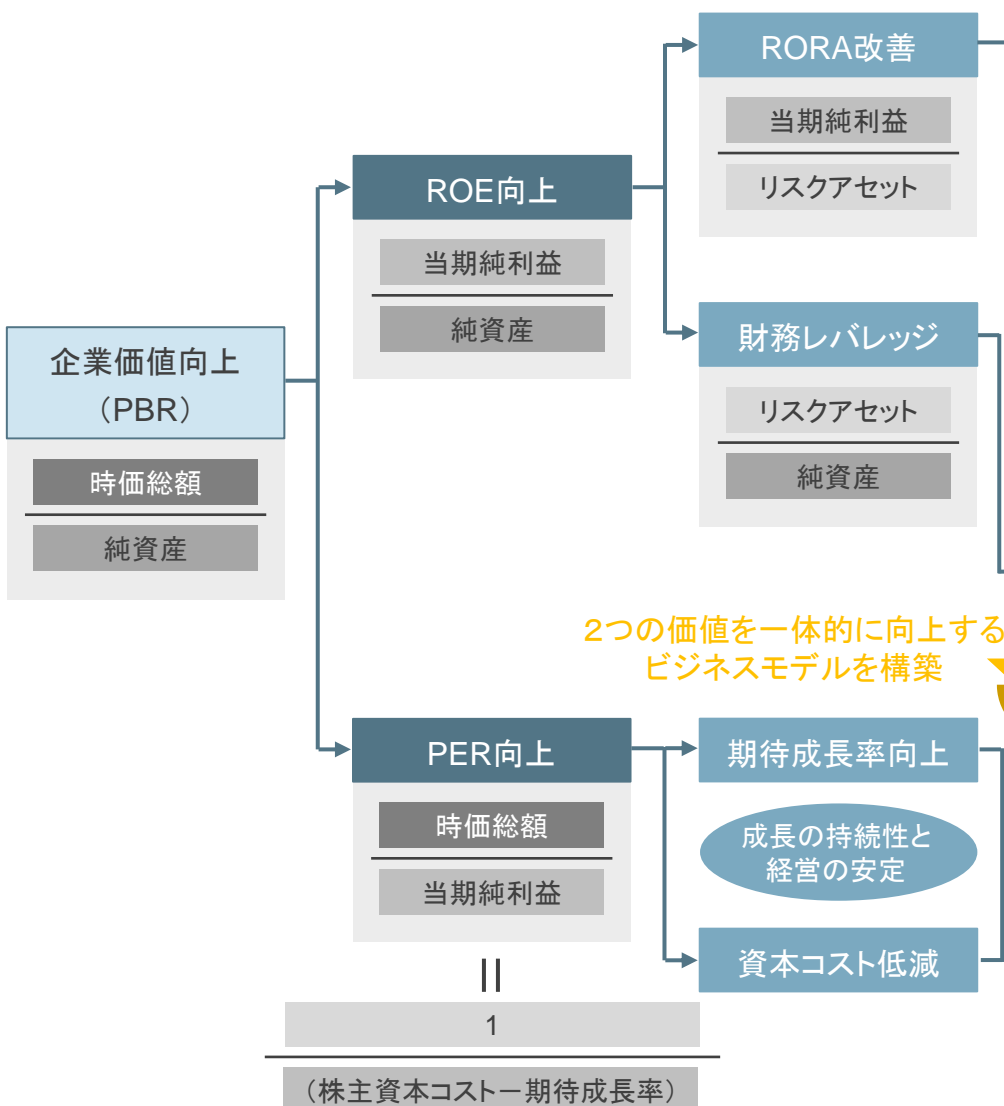 企業価値向上
（PBR）
時価総額
純資産
ROE向上
当期純利益
純資産
RORA改善
当期純利益
リスクアセット
財務レバレッジ
リスクアセット
純資産
2つの価値を一体的に向上する
ビジネスモデルを構築
PER向上
時価総額
当期純利益
期待成長率向上
成長の持続性と
経営の安定
資本コスト低減
1
（株主資本コスト－期待成長率）